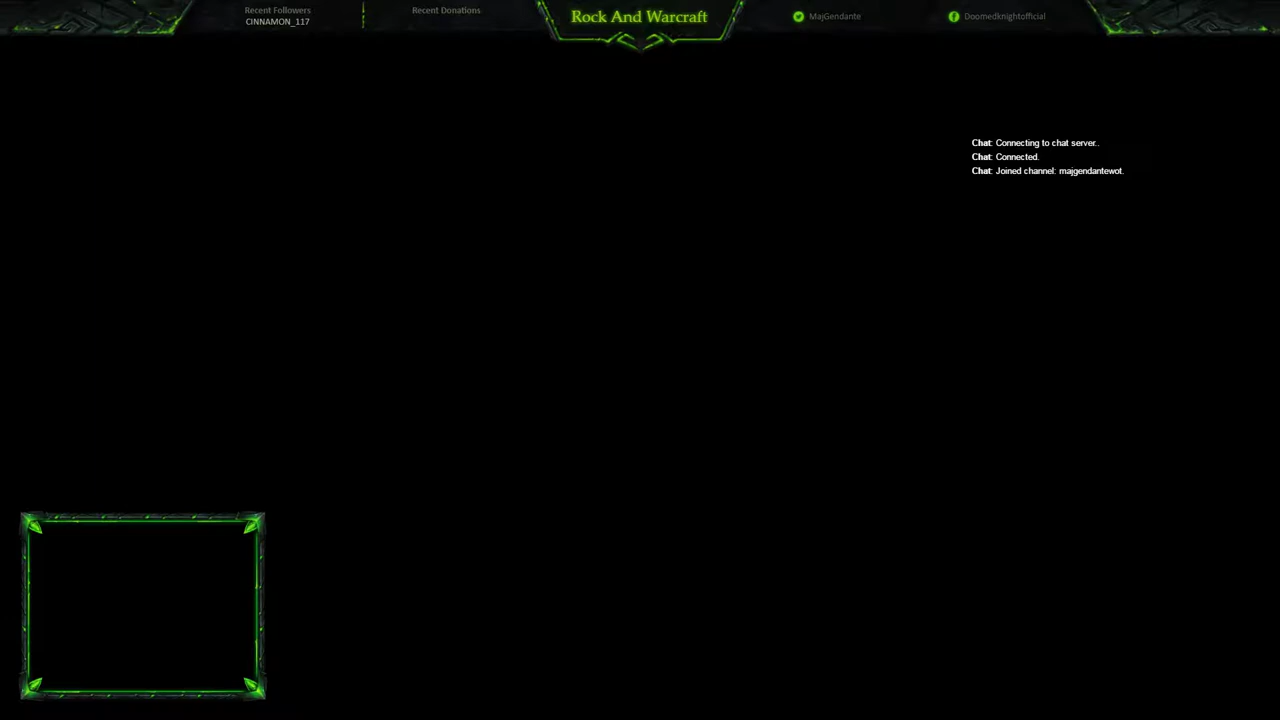 Recent Followers
CINNAMON_117
Recent Donations
Rock And Warcraft
MajGendante
Doomedknightofficial
Chat: Connecting to chat server..
Chat: Connected.
Chat: Joined channel: majgendantewot.